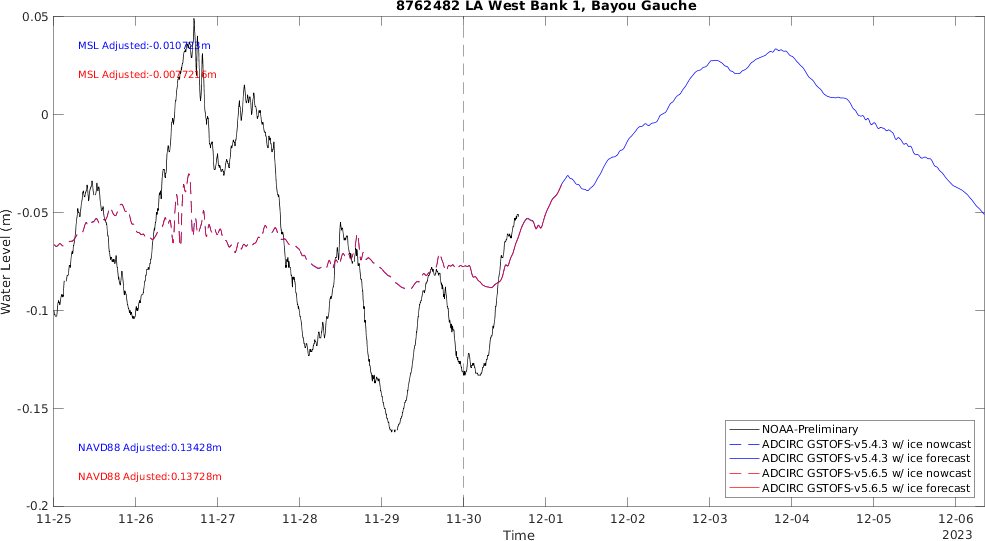 8762482 LA West Bank 1, Bayou Gauche
0.05
0
-0.05
-0.1
-0.15
-0.2
Water Level (m)
MSL Adjusted:-0.010723m
MSL Adjusted:-0.0077216m
NAVD88 Adjusted:0.13428m
NAVD88 Adjusted:0.13728m
NOAA-Preliminary
ADCIRC GSTOFS-v5.4.3 w/ ice nowcast
ADCIRC GSTOFS-v5.4.3 w/ ice forecast
ADCIRC GSTOFS-v5.6.5 w/ ice nowcast
ADCIRC GSTOFS-v5.6.5 w/ ice forecast
11-25 11-26 11-27 11-28 11-29 11-30 12-01 12-02 12-03 12-04 12-05 12-06
Time
2023